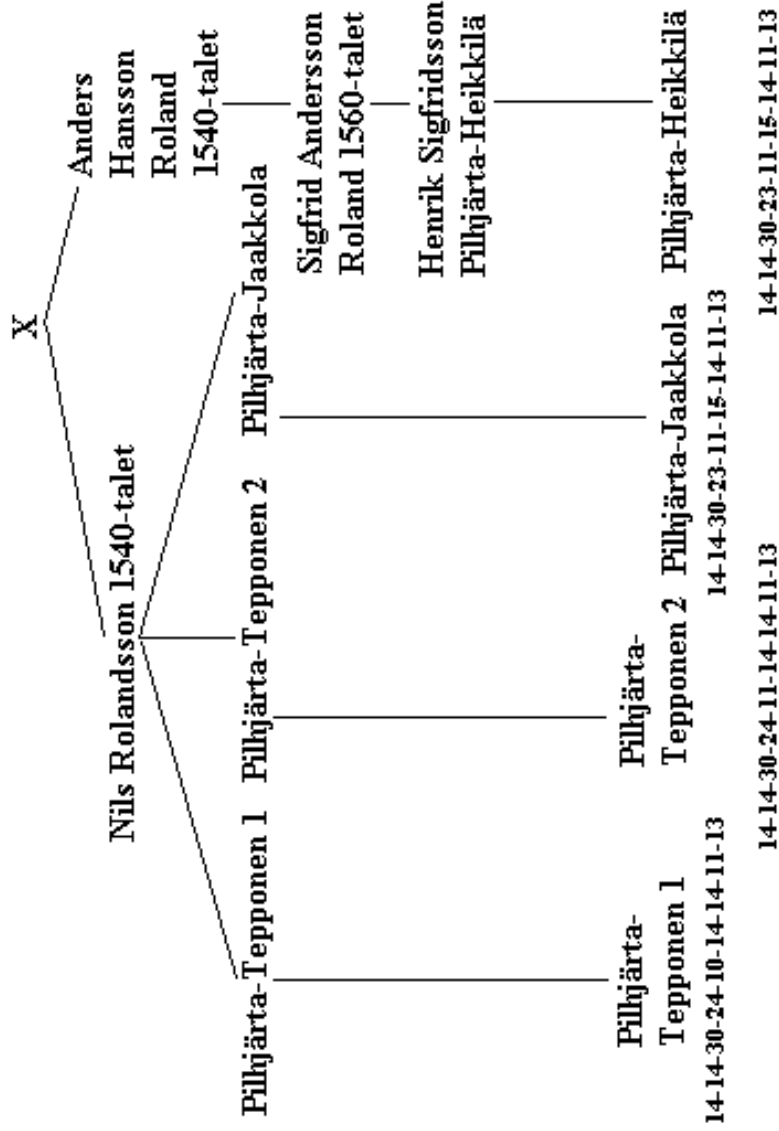 X
Nils Rolandsson 1540-talet
Anders
Hansson
Roland
1540-talet
Pilhjärta-Tepponen 1
Pilhjärta-Tepponen 2
Pilhjärta-Jaakkola
Sigfrid Andersson
Roland 1560-talet
Henrik Sigfridsson
Pilhjärta-Heikkilä
Pilhjärta-
Tepponen 1
14-14-30-24-10-14-14-11-13
Pilhjärta-
Tepponen 2
14-14-30-24-11-14-14-11-13
Pilhjärta-Jaakkola
14-14-30-23-11-15-14-11-13
Pilhjärta-Heikkilä
14-14-30-23-11-15-14-11-13